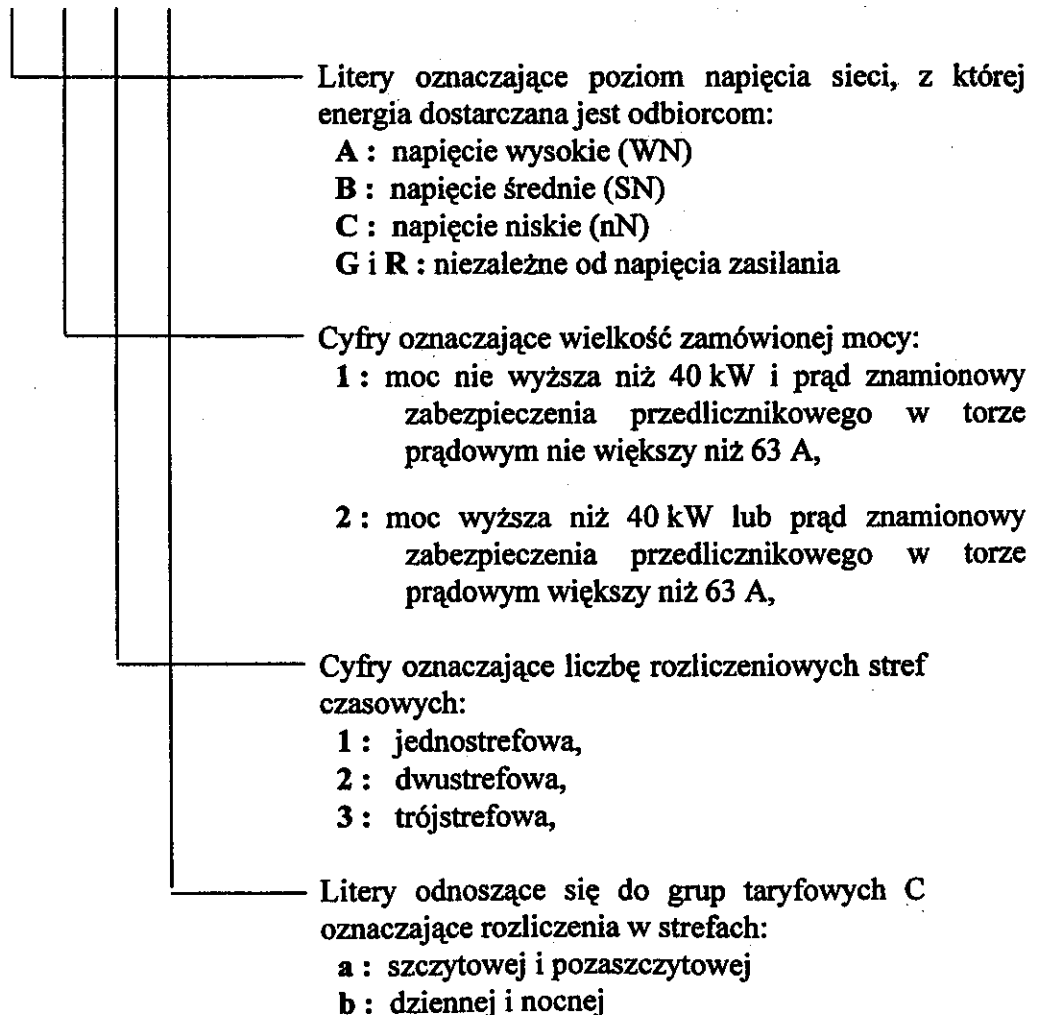 Litery oznaczające poziom napięcia sieci, z której
energia dostarczana jest odbiorcom:
A : napięcie wysokie (WN)
B : napięcie średnie (SN)
C : napięcie niskie (nN)
G i R : niezależne od napięcia zasilania
Cyfry oznaczające wielkość zamówionej mocy:
1 : moc nie wyższa niż 40 kW i prąd znamionowy
zabezpieczenia przedlicznikowego w torze
prądowym nie większy niż 63 A,
2 : moc wyższa niż 40 kW lub prąd znamionowy
zabezpieczenia przedlicznikowego w torze
prądowym większy niż 63 A,
Cyfry oznaczające liczbę rozliczeniowych stref
czasowych:
1 : jednostrefowa,
2 : dwustrefowa,
3 : trójstrefowa,
Litery odnoszące się do grup taryfowych C
oznaczające rozliczenia w strefach:
a : szczytowej i pozaszczytowej
b : dziennej i nocnej